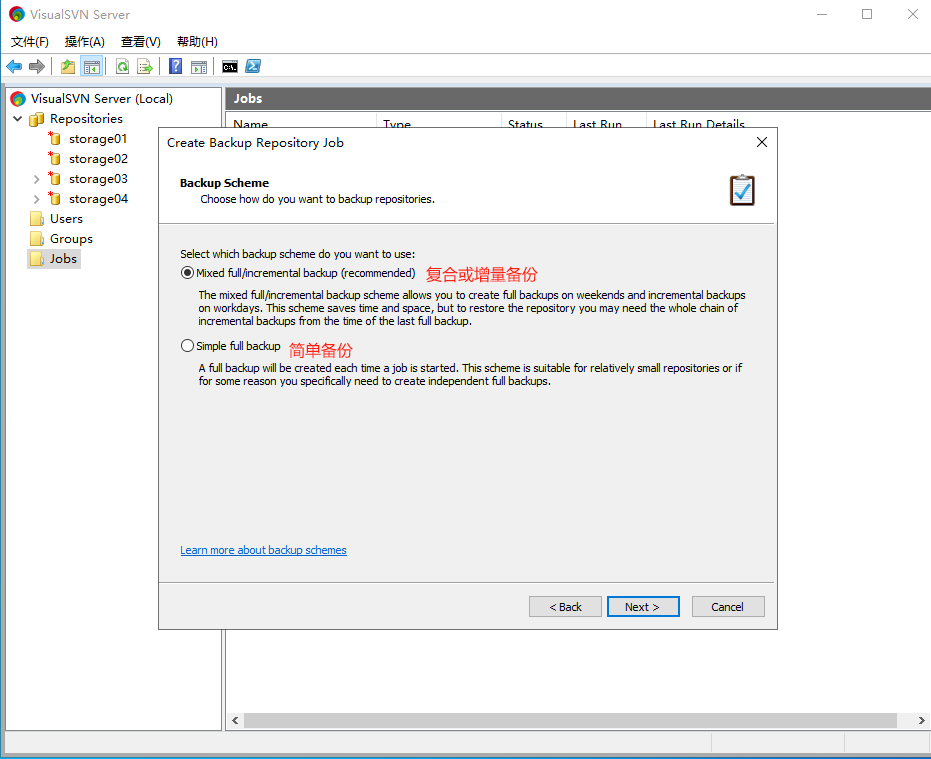 VisualSVN Server
文件(F) 操作(A) 查看(V) 帮助(H)
VisualSVN Server (Local)
Repositories
storage01
storage02
storage03
storage04
Users
Groups
Jobs
Jobs
Name Type Status Last Run Last Run Details
Create Backup Repository Job
Backup Scheme
Choose how do you want to backup repositories.
Select which backup scheme do you want to use:
Mixed full/incremental backup (recommended) 复合或增量备份
The mixed full/incremental backup scheme allows you to create full backups on weekends and incremental backups
on workdays. This scheme saves time and space, but to restore the repository you may need the whole chain of
incremental backups from the time of the last full backup.
Simple full backup 简单备份
A full backup will be created each time a job is started. This scheme is suitable for relatively small repositories or if
for some reason you specifically need to create independent full backups.
Learn more about backup schemes
< Back Next > Cancel